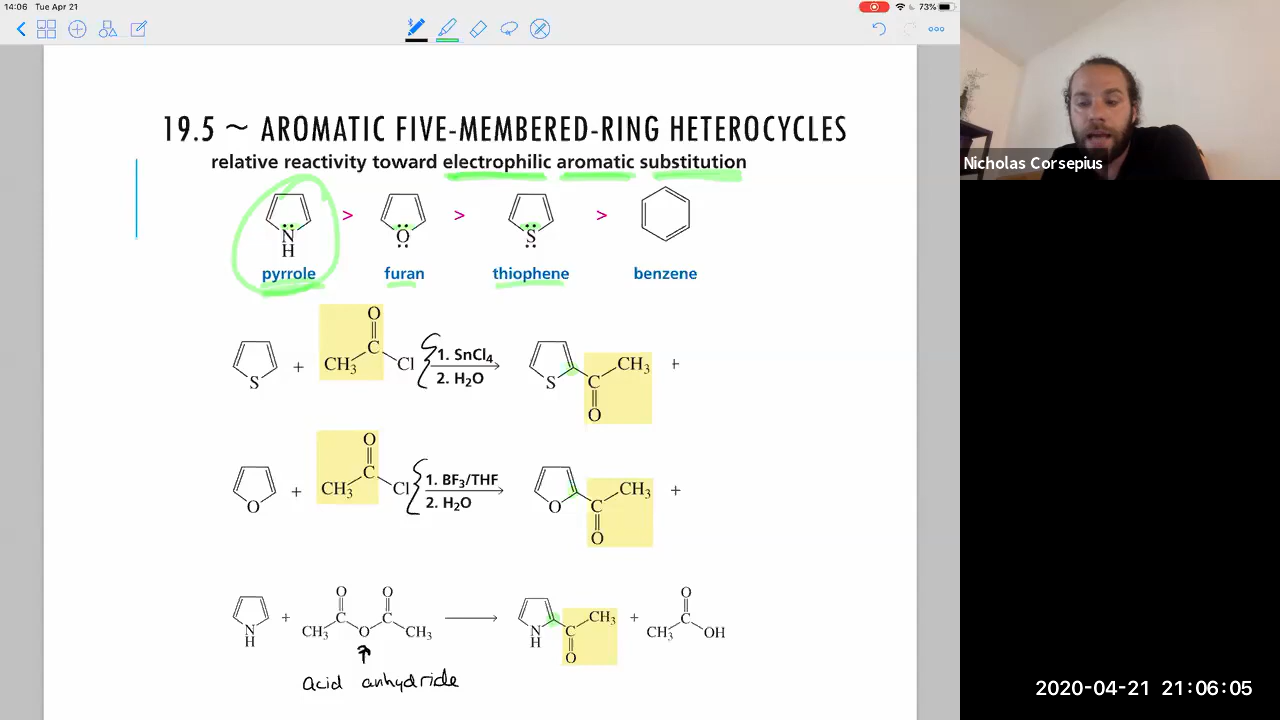 14:06 Tue Apr 21
73%
19.5 ~ AROMATIC FIVE-MEMBERED-RING HETEROCYCLES
relative reactivity toward electrophilic aromatic substitution
N > O > S >
H
pyrrole furan thiophene benzene
O
C
S + CH3 Cl 1. SnCl4 S C CH3 +
2. H2O
O
O
C
O + CH3 Cl 1. BF3/THF O C CH3 +
2. H2O
O
O O O
N + CH3 C O C CH3 N C CH3 + CH3 C OH
H H O
acid anhydride
Nicholas Corsepius
2020-04-21 21:06:05